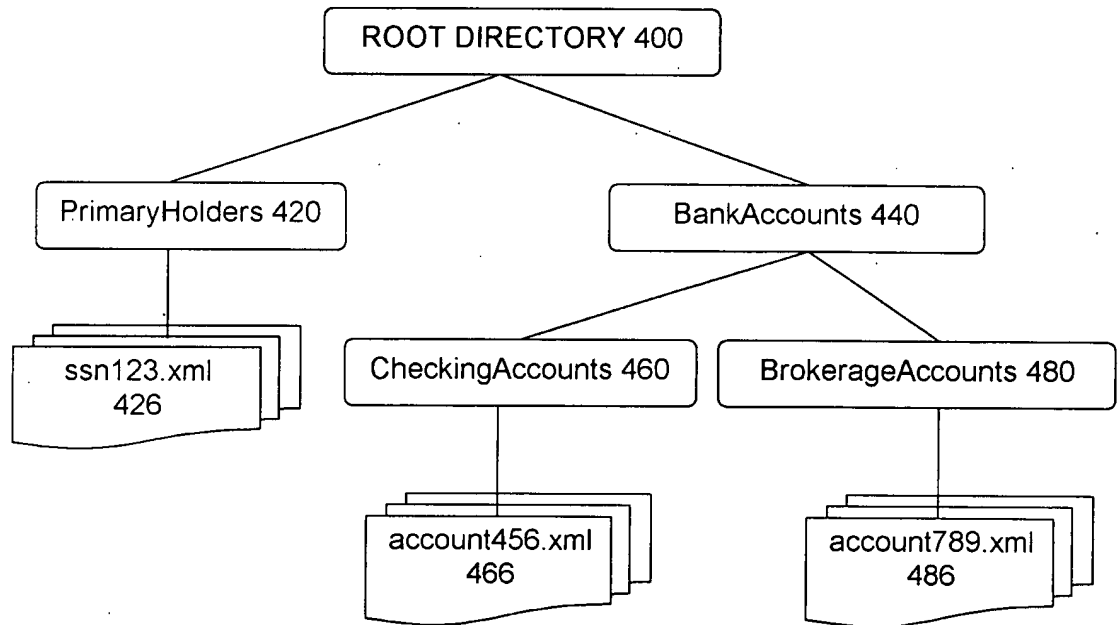 ROOT DIRECTORY 400
PrimaryHolders 420
BankAccounts 440
ssn123.xml
426
CheckingAccounts 460
BrokerageAccounts 480
account456.xml
466
account789.xml
486